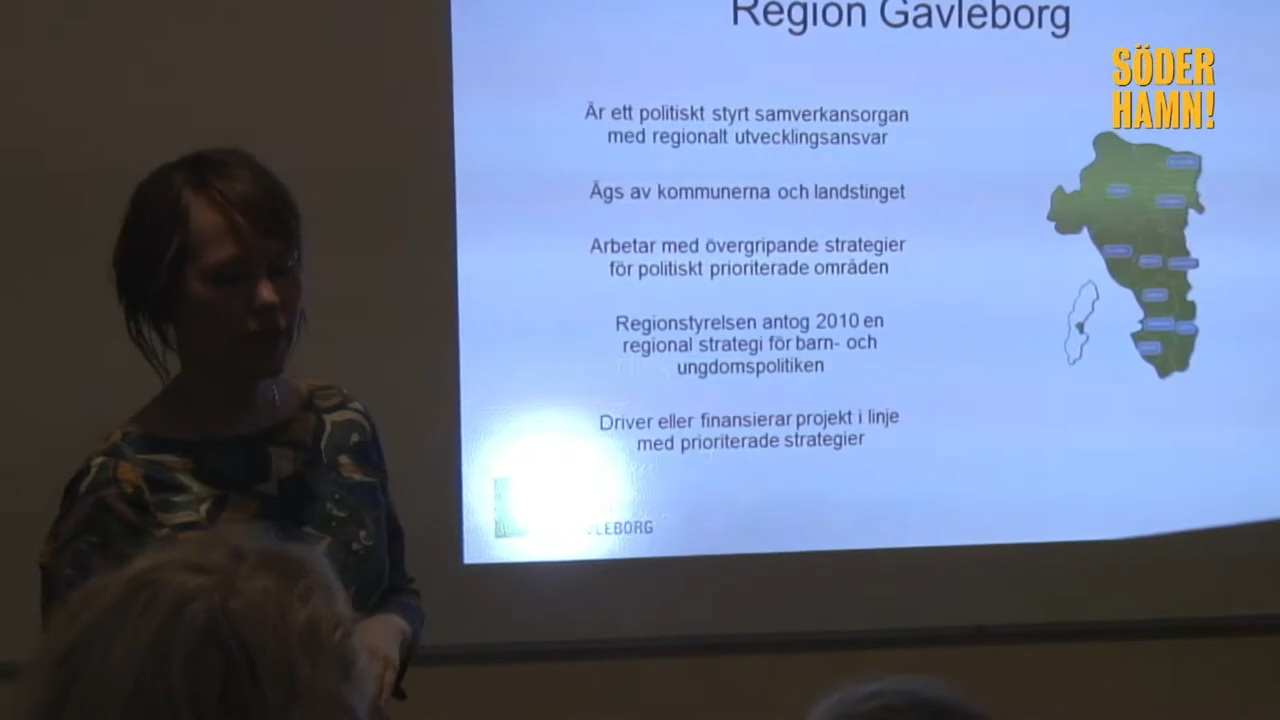 Region Gävleborg
SÖDER
HAMN!
Är ett politiskt styrt samverkansorgan
med regionalt utvecklingsansvar
Ägs av kommunerna och landstinget
Arbetar med övergripande strategier
för politiskt prioriterade områden
Regionstyrelsen antog 2010 en
regional strategi för barn- och
ungdomspolitiken
Driver eller finansierar projekt i linje
med prioriterade strategier
LEBORG